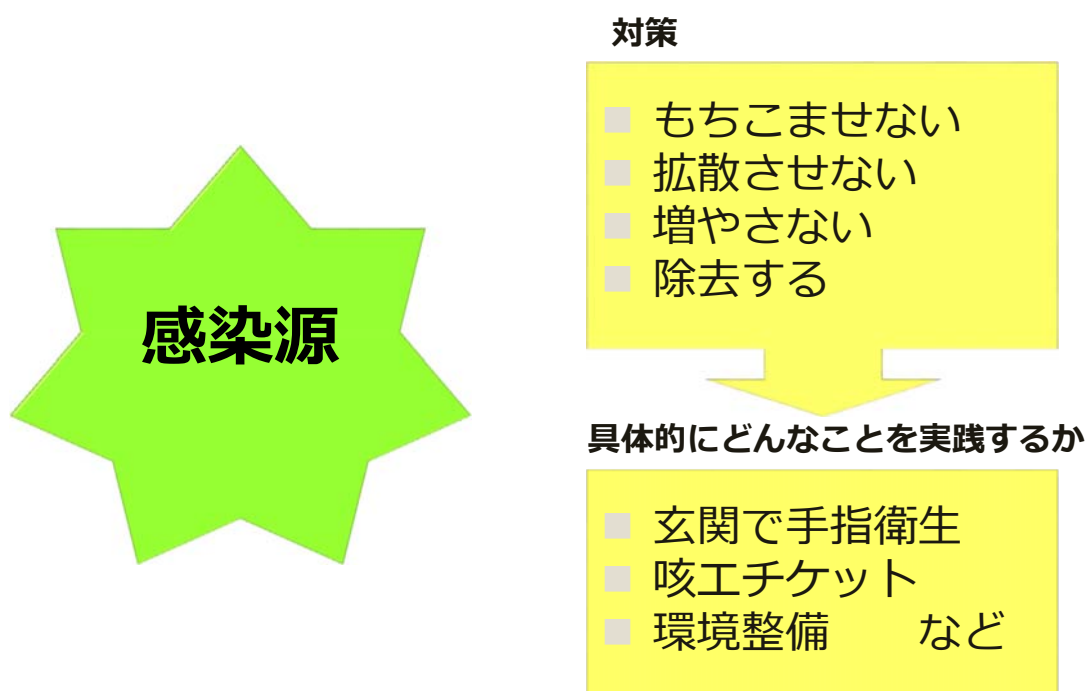 対策
もちこませない
拡散させない
増やさない
除去する
感染源
具体的にどんなことを実践するか
玄関で手指衛生
咳エチケット
環境整備　　など